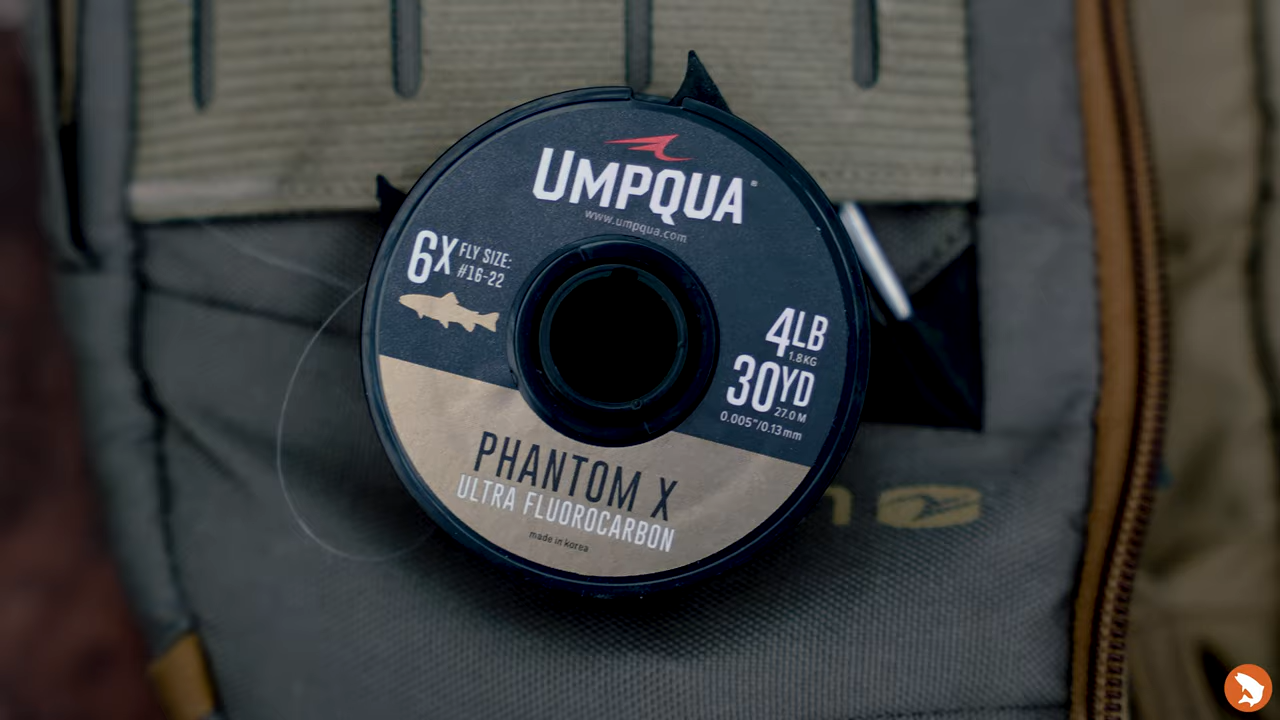 UMPQUA®
www.umpqua.com
6X FLY SIZE:
#16-22
4LB
1.8KG
30YD
27.0 M
0.005"/0.13mm
PHANTOM X
ULTRA FLUOROCARBON
made in korea